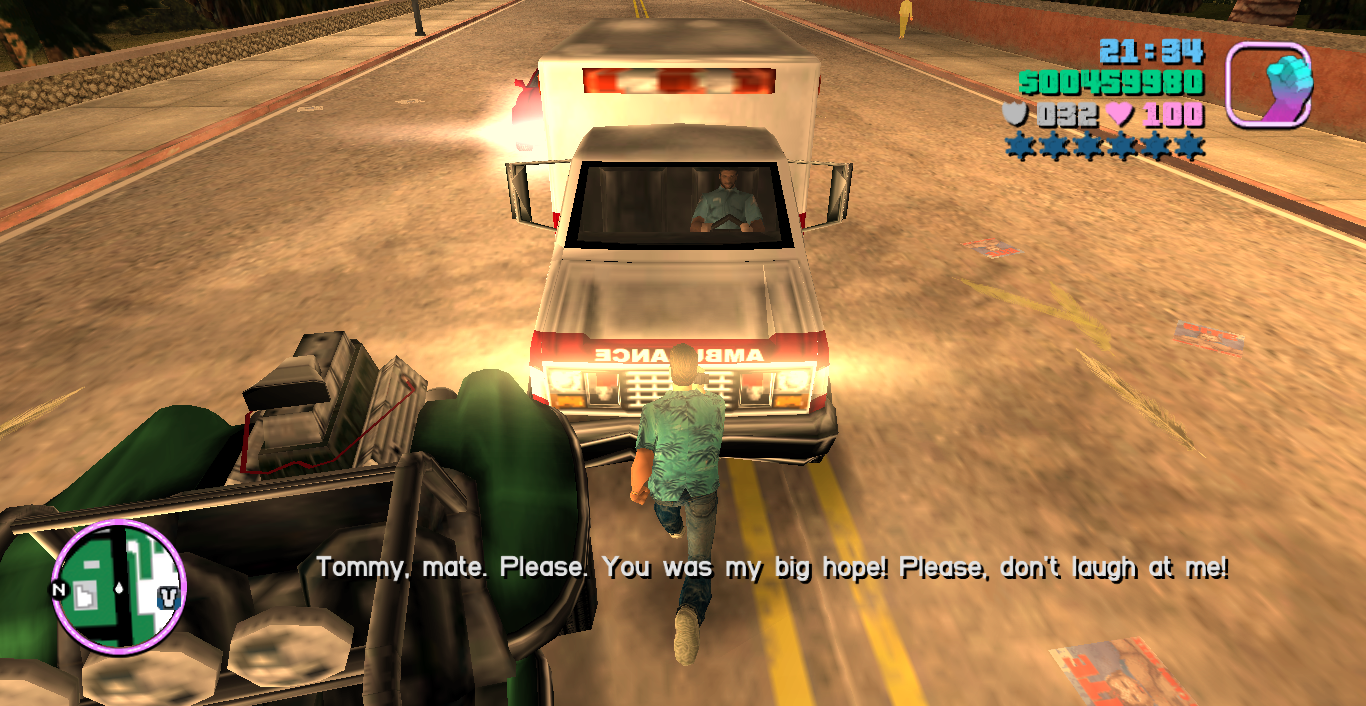 21:34
$00459980
032 100
AMBULANCE
Tommy, mate. Please. You was my big hope! Please, don't laugh at me!
N